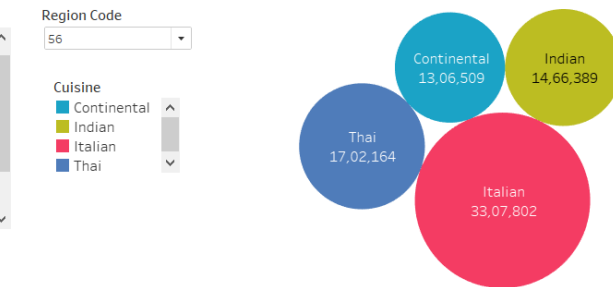 Region Code
56
Cuisine
Continental
Indian
Italian
Thai
Continental
13,06,509
Indian
14,66,389
Thai
17,02,164
Italian
33,07,802